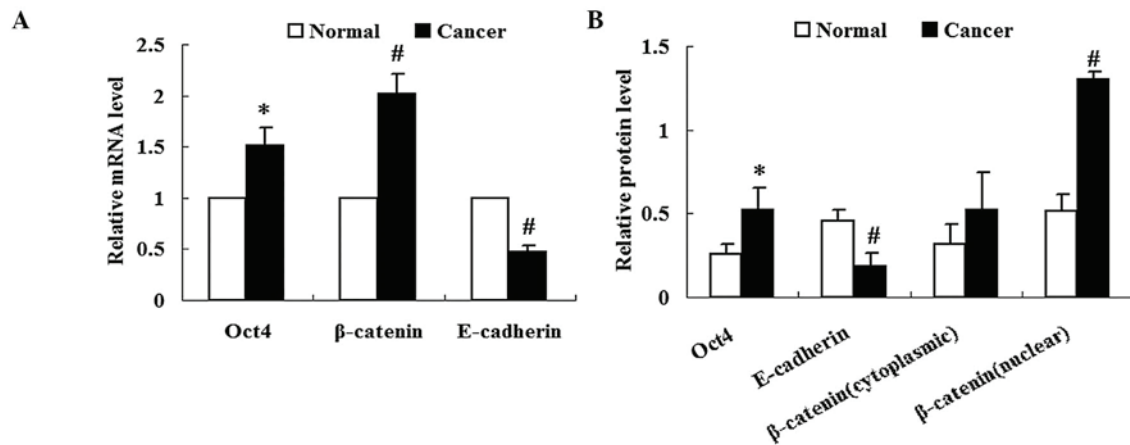 A
Normal Cancer
Relative mRNA level
2.5
2
1.5
1
0.5
0
*
#
#
Oct4 β-catenin E-cadherin
B
Normal Cancer
Relative protein level
1.5
1
0.5
0
*
#
#
Oct4
E-cadherin
β-catenin(cytoplasmic)
β-catenin(nuclear)